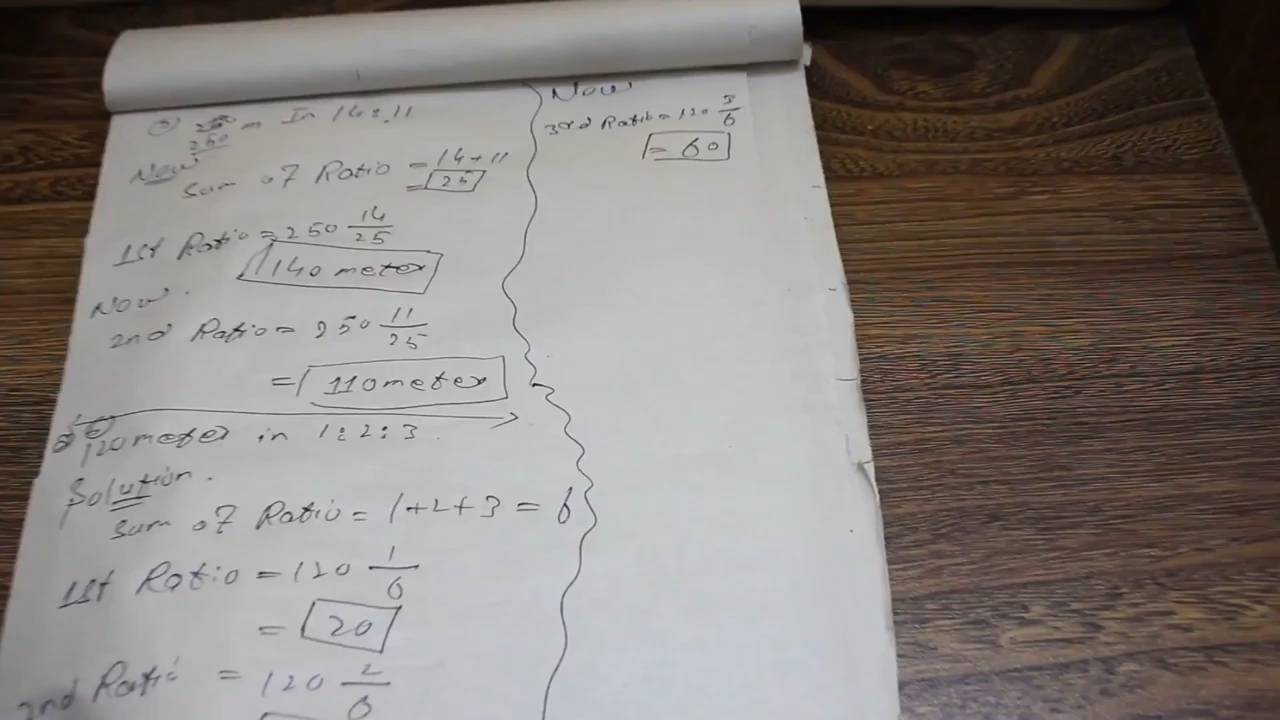 250 m In 14:11
Now
Sum of Ratio = 14+11
= 25
1st Ratio = 250 14/25
140 meter
Now.
2nd Ratio = 250 11/25
= 110 meter
120 meter in 1:2:3
Solution.
Sum of Ratio = 1+2+3 = 6
1st Ratio = 120 1/6
= 20
2nd Ratio = 120 2/6
Now
3rd Ratio = 120 3/6
= 60